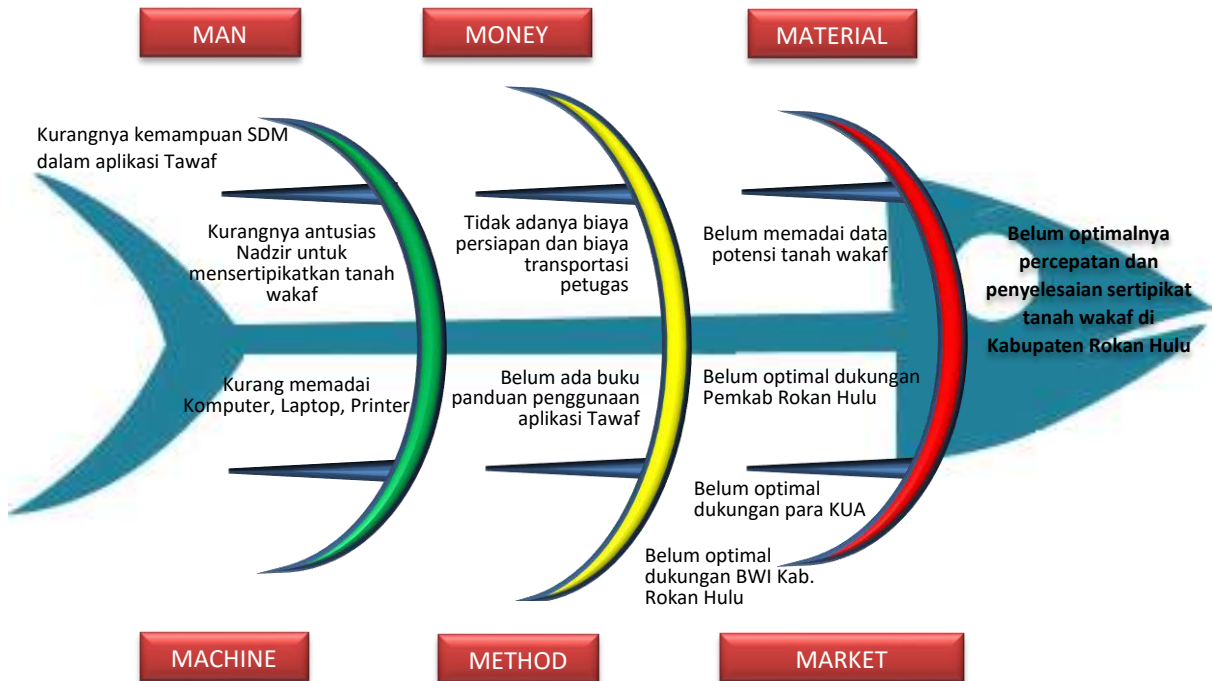 MAN
MONEY
MATERIAL
Kurangnya kemampuan SDM
dalam aplikasi Tawaf
Kurangnya antusias
Nadzir untuk
mensertipikatkan tanah
wakaf
Tidak adanya biaya
persiapan dan biaya
transportasi
petugas
Belum memadai data
potensi tanah wakaf
Belum optimalnya
percepatan dan
penyelesaian sertipikat
tanah wakaf di
Kabupaten Rokan Hulu
Kurang memadai
Komputer, Laptop, Printer
Belum ada buku
panduan penggunaan
aplikasi Tawaf
Belum optimal dukungan
Pemkab Rokan Hulu
Belum optimal
dukungan para KUA
Belum optimal
dukungan BWI Kab.
Rokan Hulu
MACHINE
METHOD
MARKET